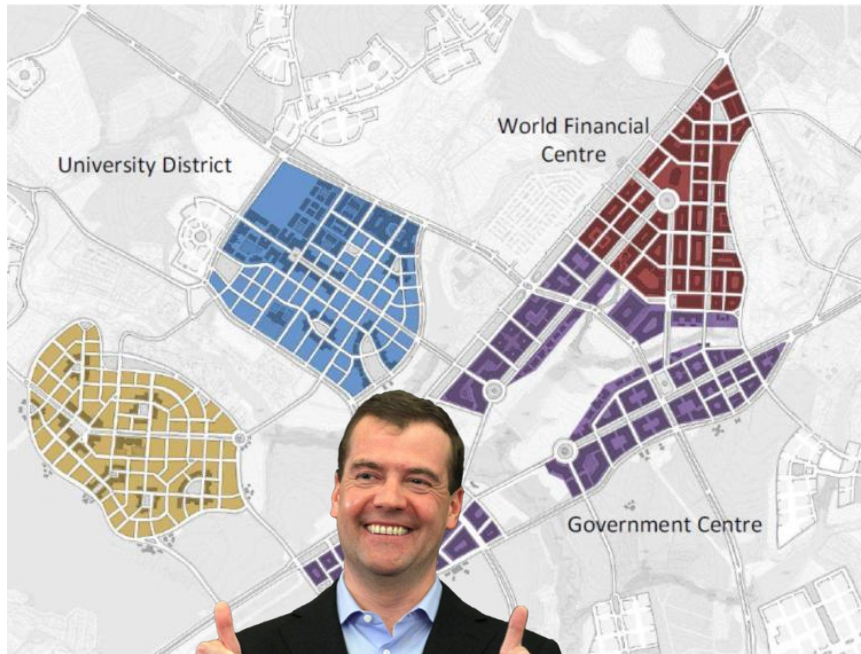 University District
World Financial
Centre
Government Centre